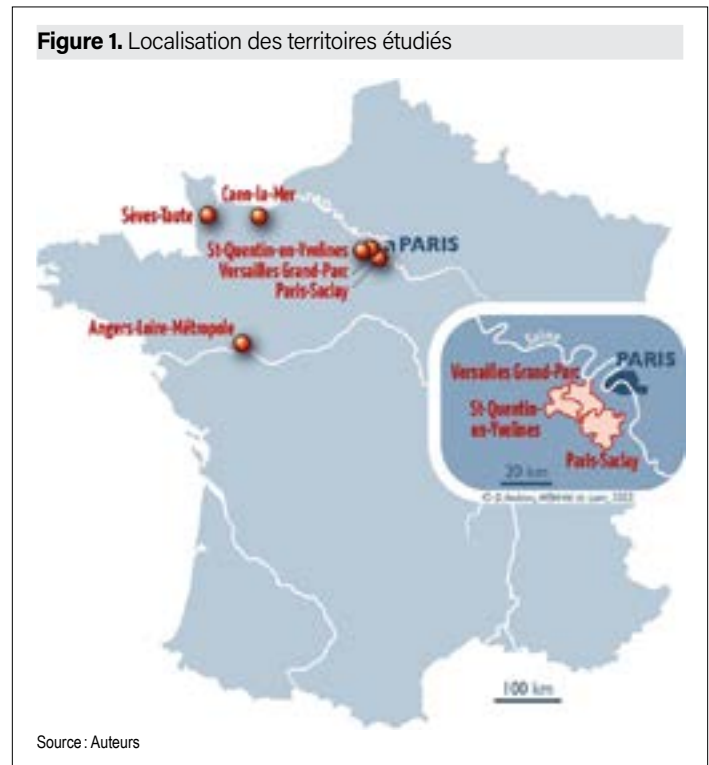 Figure 1. Localisation des territoires étudiés
Caen-la-Mer
Sèves-Taute
St-Quentin-en-Yvelines
PARIS
Versailles Grand-Parc
Paris-Saclay
Angers-Loire-Métropole
Seine
PARIS
Versailles Grand-Parc
St-Quentin-
en-Yvelines
Paris-Saclay
20 km
100 km
Source : Auteurs